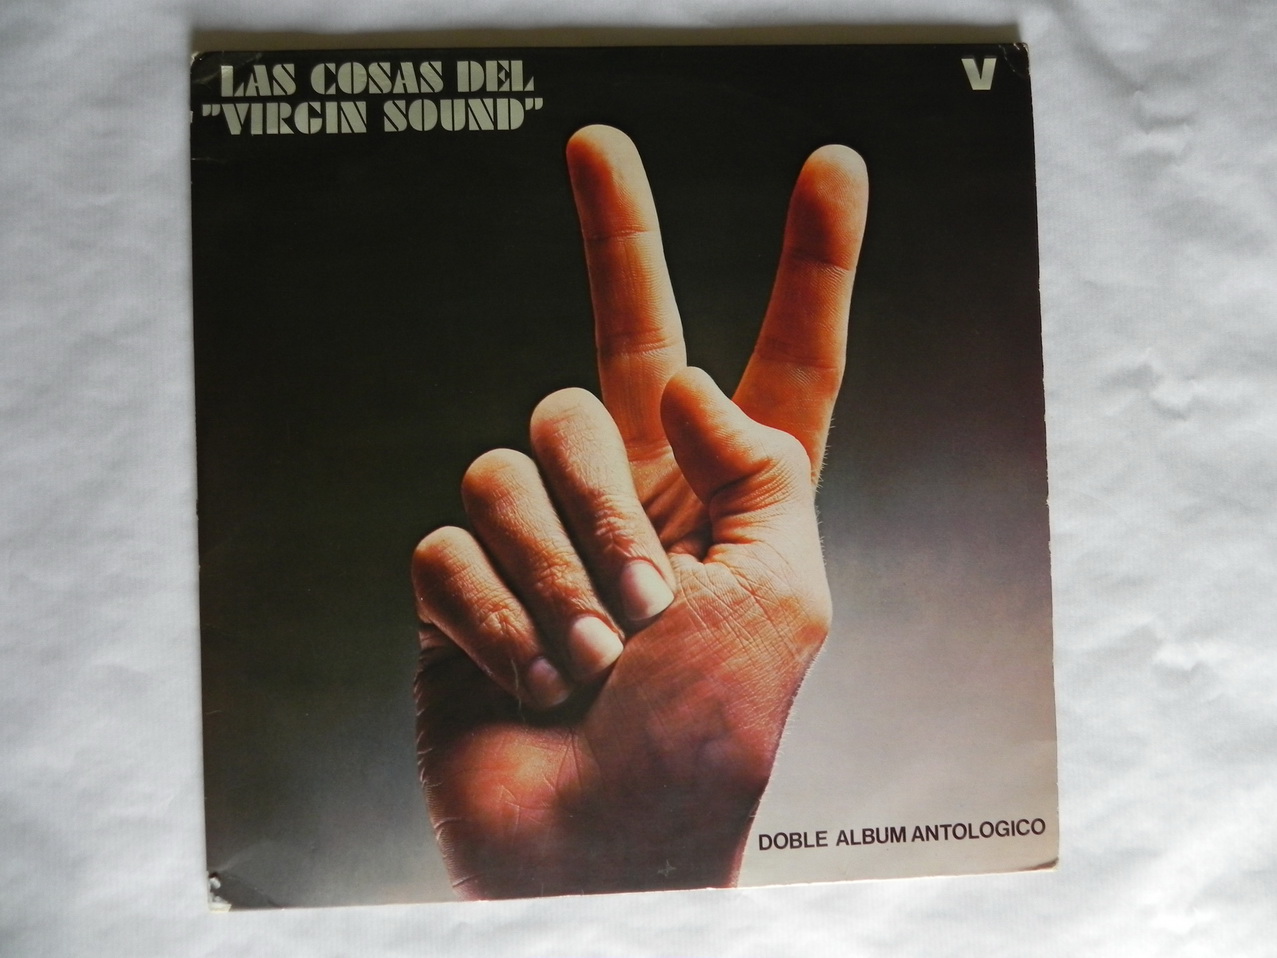 LAS COSAS DEL
"VIRGIN SOUND"
V
DOBLE ALBUM ANTOLOGICO